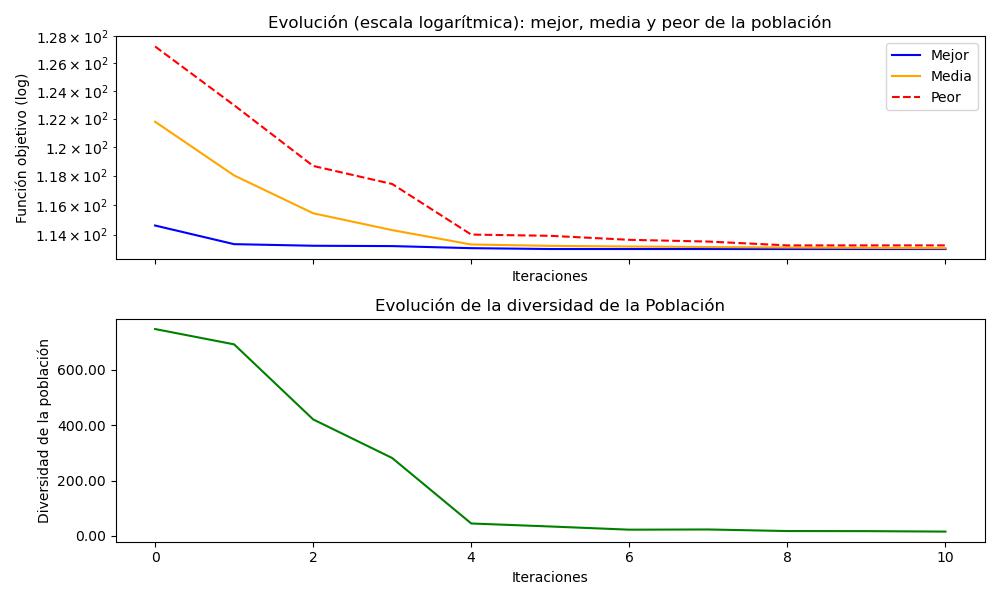 Evolución (escala logarítmica): mejor, media y peor de la población
1.28 × 10²
1.26 × 10²
1.24 × 10²
1.22 × 10²
1.2 × 10²
1.18 × 10²
1.16 × 10²
1.14 × 10²
Función objetivo (log)
Mejor
Media
Peor
Iteraciones
Evolución de la diversidad de la Población
600.00
400.00
200.00
0.00
Diversidad de la población
0 2 4 6 8 10
Iteraciones